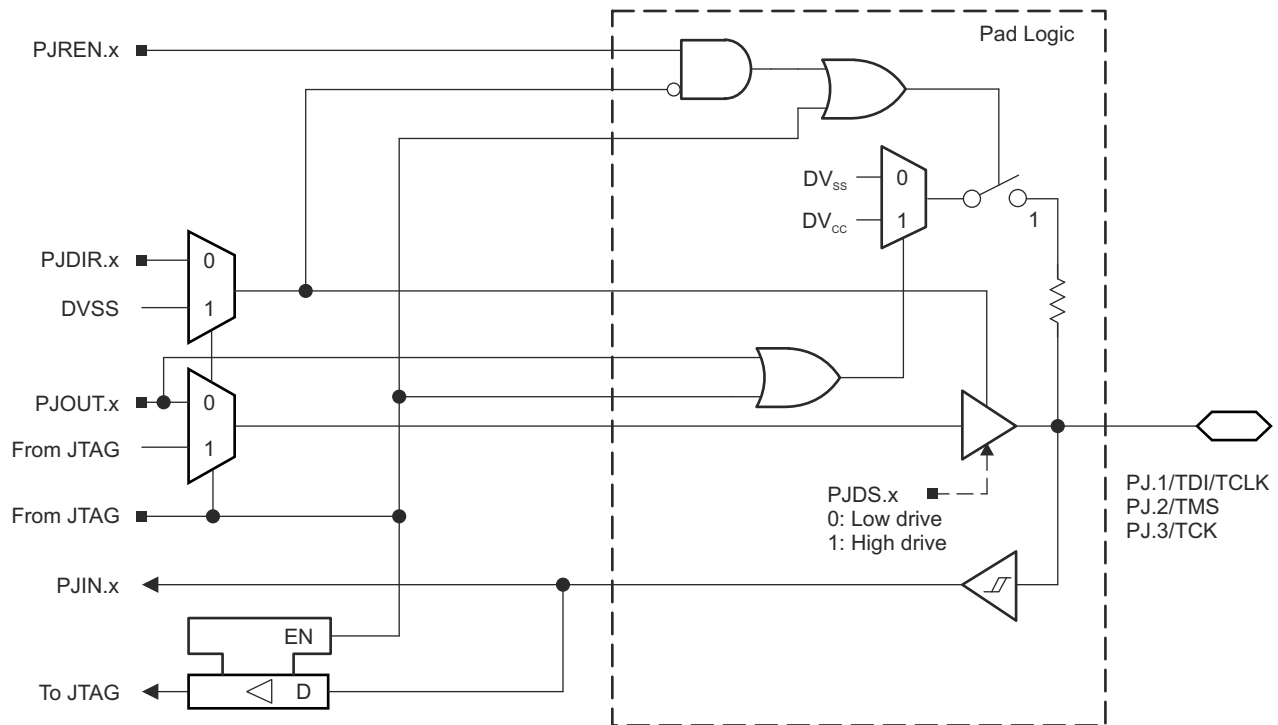 Pad Logic
PJREN.x
DVSS
0
DVCC
1
1
PJDIR.x
0
DVSS
1
PJOUT.x
0
From JTAG
1
PJDS.x
0: Low drive
1: High drive
PJ.1/TDI/TCLK
PJ.2/TMS
PJ.3/TCK
From JTAG
PJIN.x
EN
To JTAG
D